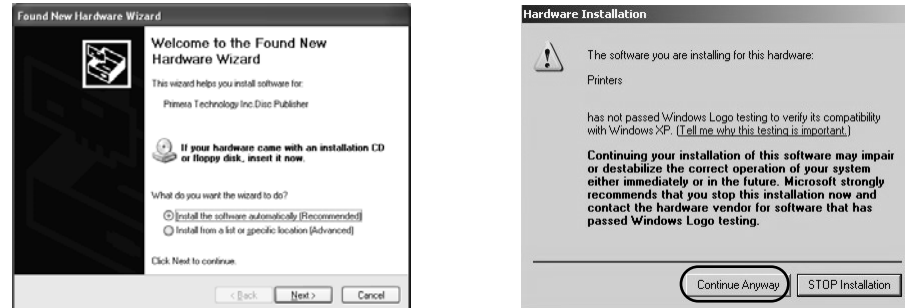 Found New Hardware Wizard
Welcome to the Found New
Hardware Wizard
This wizard helps you install software for:
Primera Technology Inc.Disc Publisher
If your hardware came with an installation CD
or floppy disk, insert it now.
What do you want the wizard to do?
Install the software automatically (Recommended)
Install from a list or specific location (Advanced)
Click Next to continue.
< Back
Next >
Cancel
Hardware Installation
The software you are installing for this hardware:
Printers
has not passed Windows Logo testing to verify its compatibility
with Windows XP. (Tell me why this testing is important.)
Continuing your installation of this software may impair
or destabilize the correct operation of your system
either immediately or in the future. Microsoft strongly
recommends that you stop this installation now and
contact the hardware vendor for software that has
passed Windows Logo testing.
Continue Anyway
STOP Installation